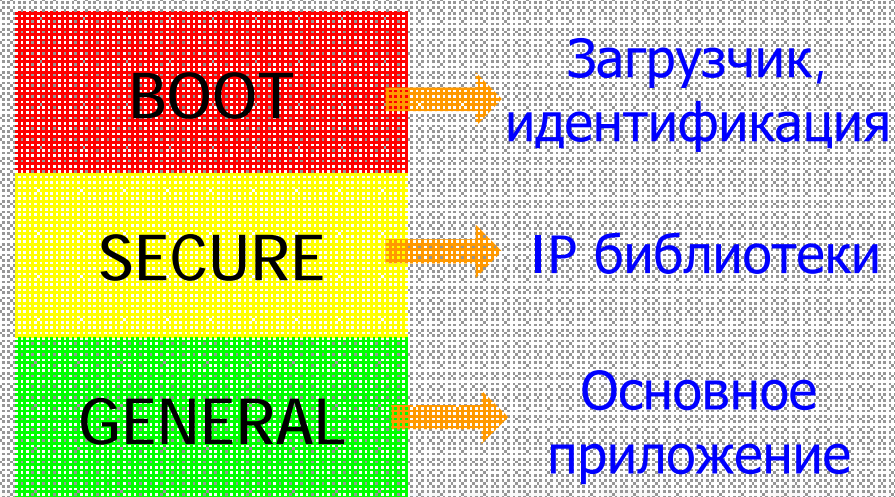 BOOT
Загрузчик,
идентификация
SECURE
IP библиотеки
GENERAL
Основное
приложение